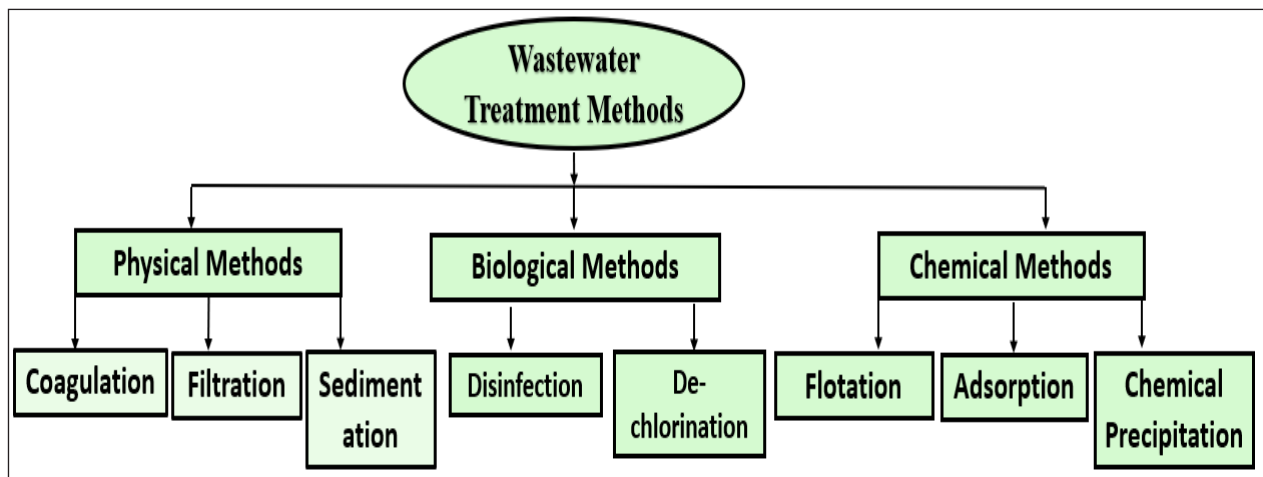 Wastewater
Treatment Methods
Physical Methods
Biological Methods
Chemical Methods
Coagulation
Filtration
Sediment
ation
Disinfection
De-
chlorination
Flotation
Adsorption
Chemical
Precipitation